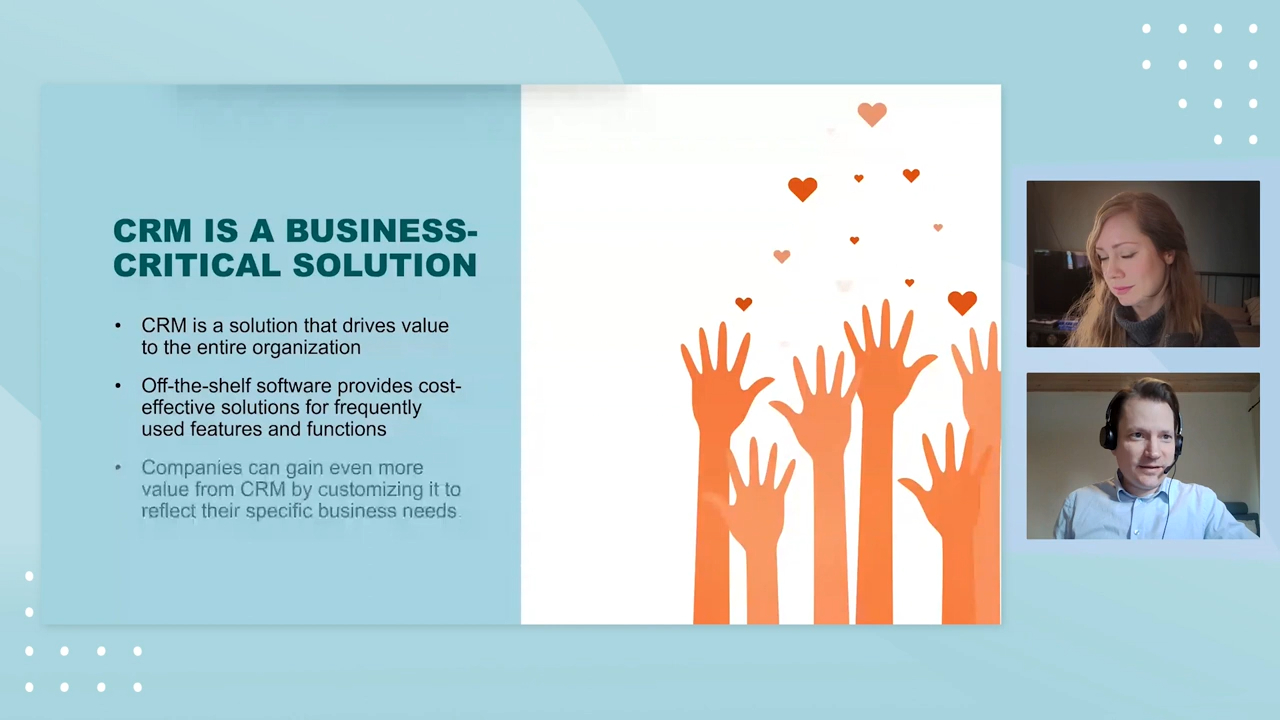 CRM IS A BUSINESS-
CRITICAL SOLUTION
• CRM is a solution that drives value
to the entire organization
• Off-the-shelf software provides cost-
effective solutions for frequently
used features and functions
• Companies can gain even more
value from CRM by customizing it to
reflect their specific business needs